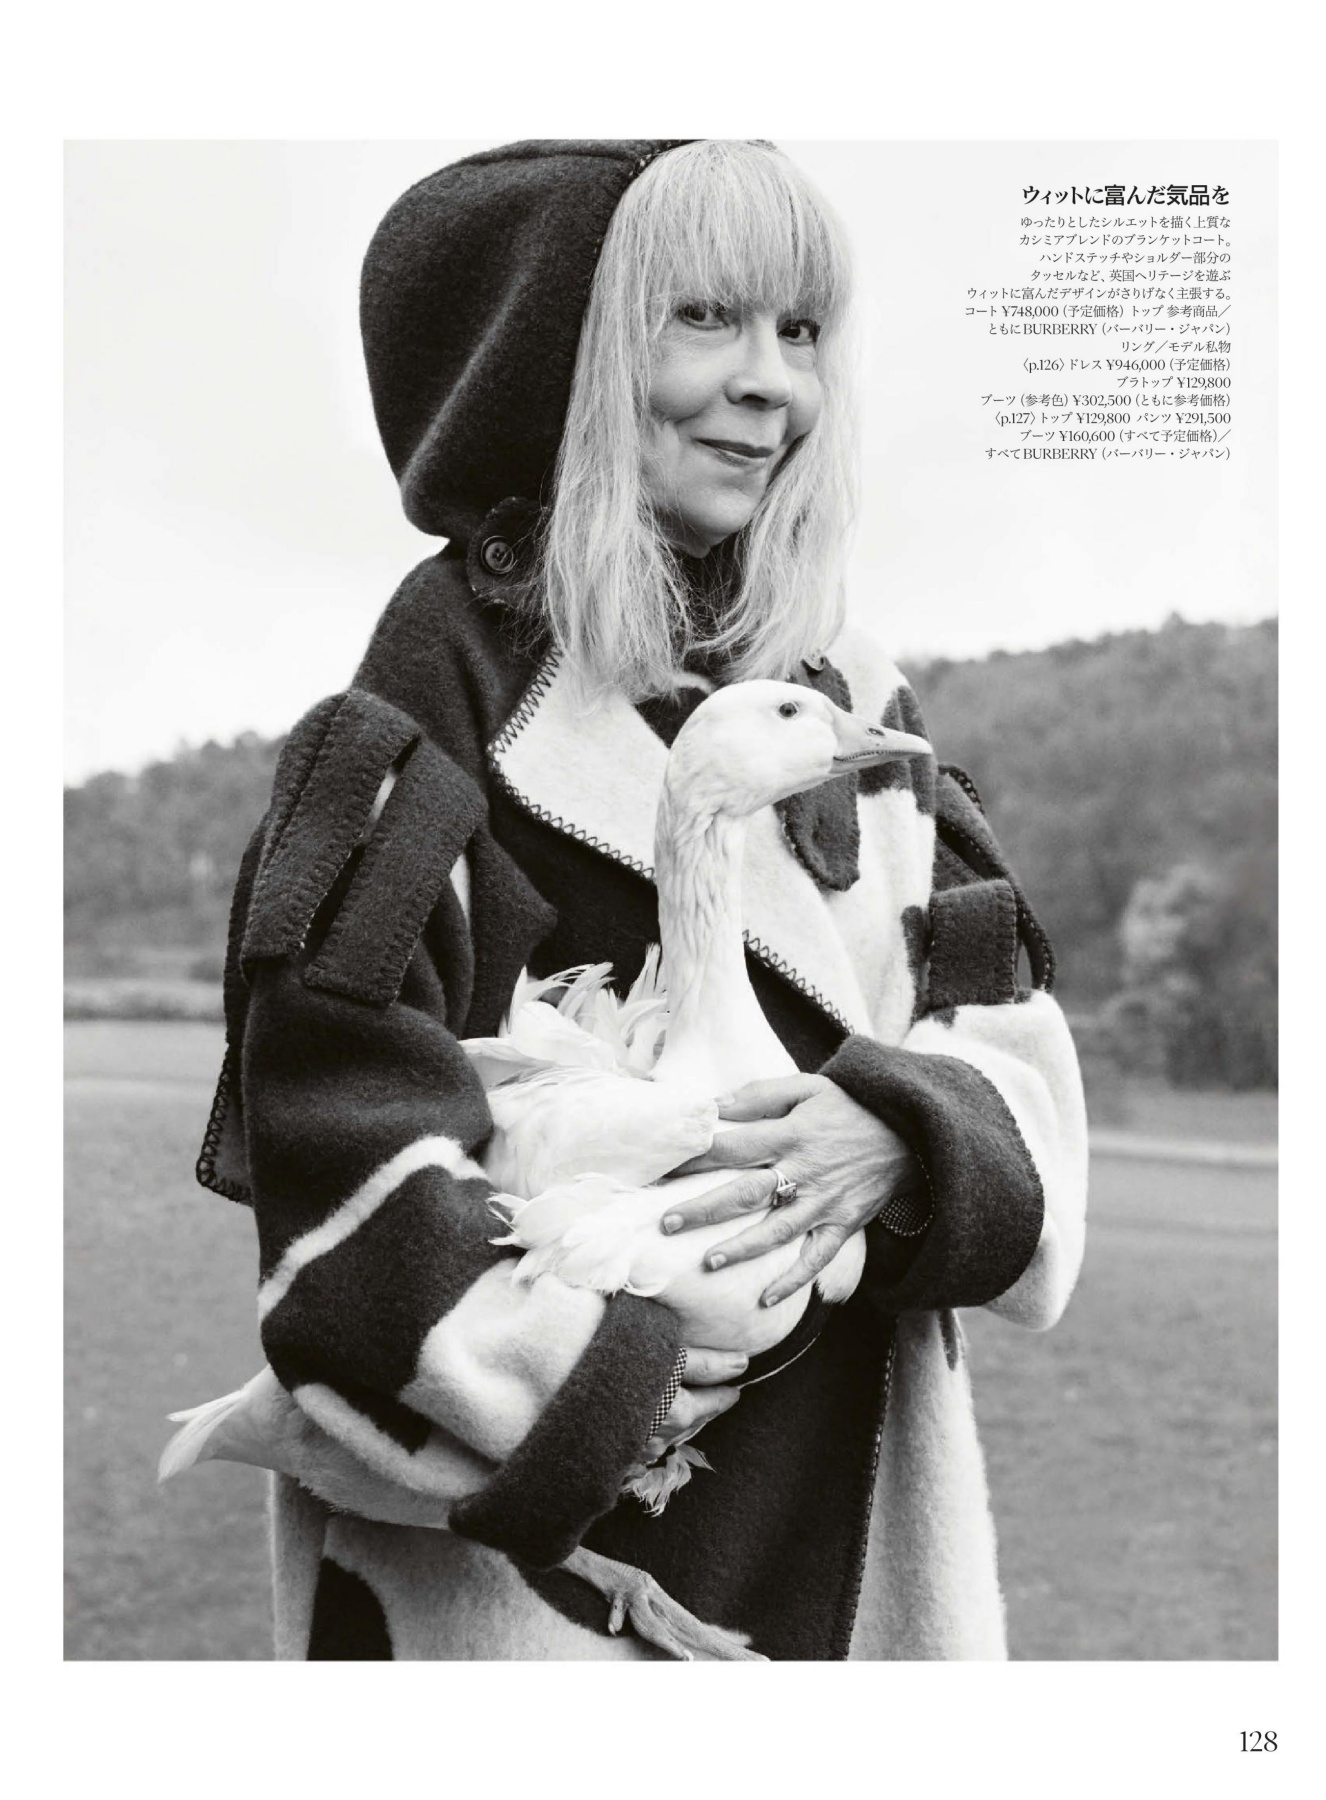 ウィットに富んだ気品を
ゆったりとしたシルエットを描く上質な
カシミアブレンドのブランケットコート。
ハンドステッチやショルダー部分の
タッセルなど、英国ヘリテージを遊ぶ
ウィットに富んだデザインがさりげなく主張する。
コート ¥748,000（予定価格）トップ 参考商品／
ともにBURBERRY（バーバリー・ジャパン）
リング／モデル私物
〈p.126〉ドレス ¥946,000（予定価格）
ブラトップ ¥129,800
ブーツ（参考色）¥302,500（ともに参考価格）
〈p.127〉トップ ¥129,800 パンツ ¥291,500
ブーツ ¥160,600（すべて予定価格）／
すべてBURBERRY（バーバリー・ジャパン）
128